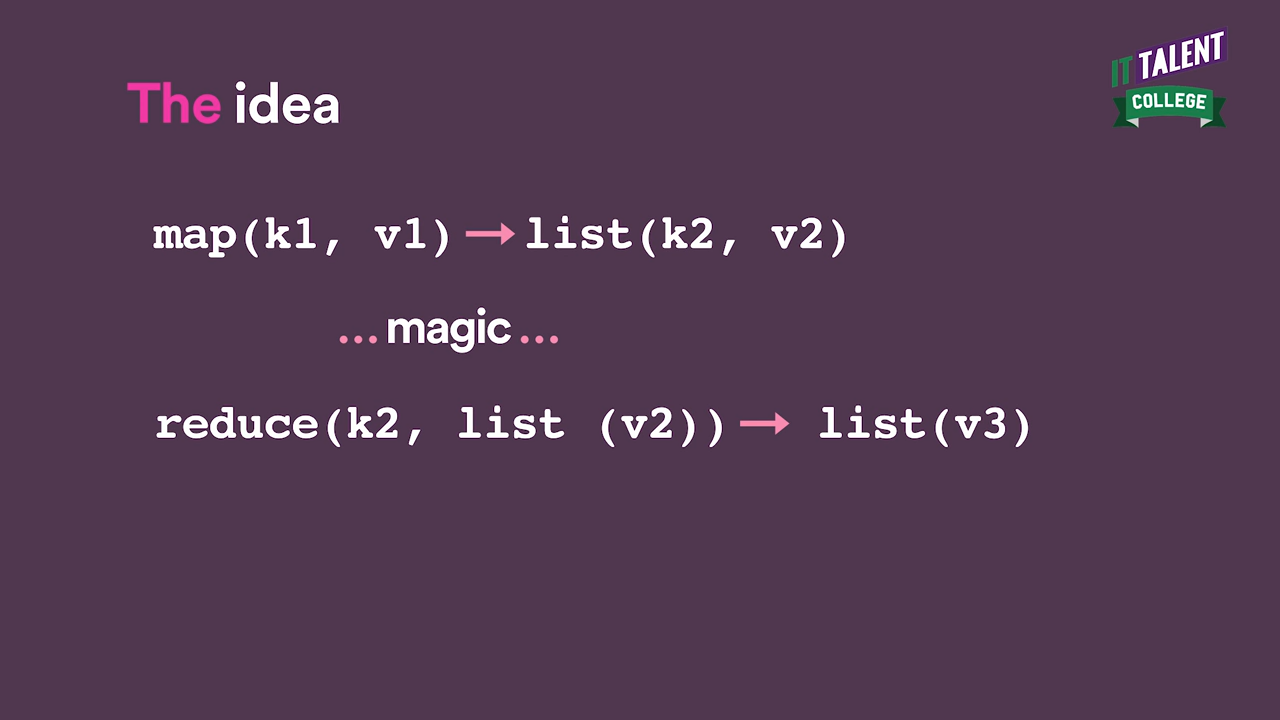 IT TALENT
COLLEGE
The idea
map(k1, v1) → list(k2, v2)
... magic ...
reduce(k2, list (v2)) → list(v3)